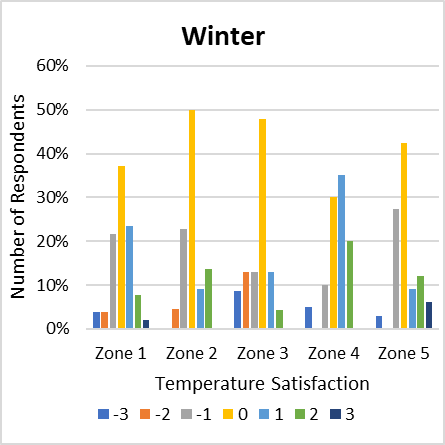 Winter
60%
50%
40%
30%
20%
10%
0%
Number of Respondents
Zone 1 Zone 2 Zone 3 Zone 4 Zone 5
Temperature Satisfaction
-3 -2 -1 0 1 2 3